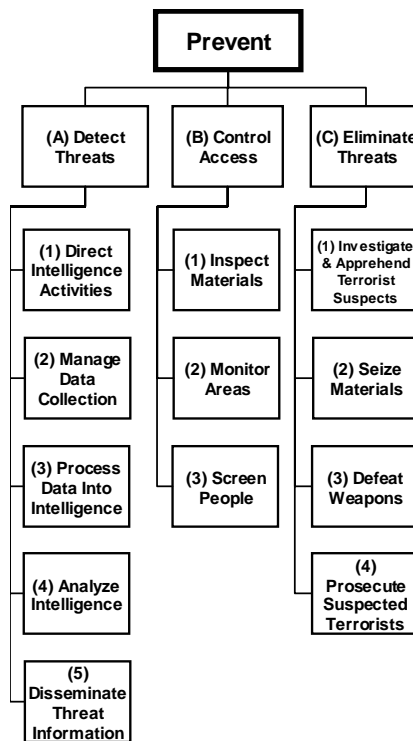 Prevent
(A) Detect
Threats
(B) Control
Access
(C) Eliminate
Threats
(1) Direct
Intelligence
Activities
(2) Manage
Data
Collection
(3) Process
Data Into
Intelligence
(4) Analyze
Intelligence
(5)
Disseminate
Threat
Information
(1) Inspect
Materials
(2) Monitor
Areas
(3) Screen
People
(1) Investigate
& Apprehend
Terrorist
Suspects
(2) Seize
Materials
(3) Defeat
Weapons
(4)
Prosecute
Suspected
Terrorists